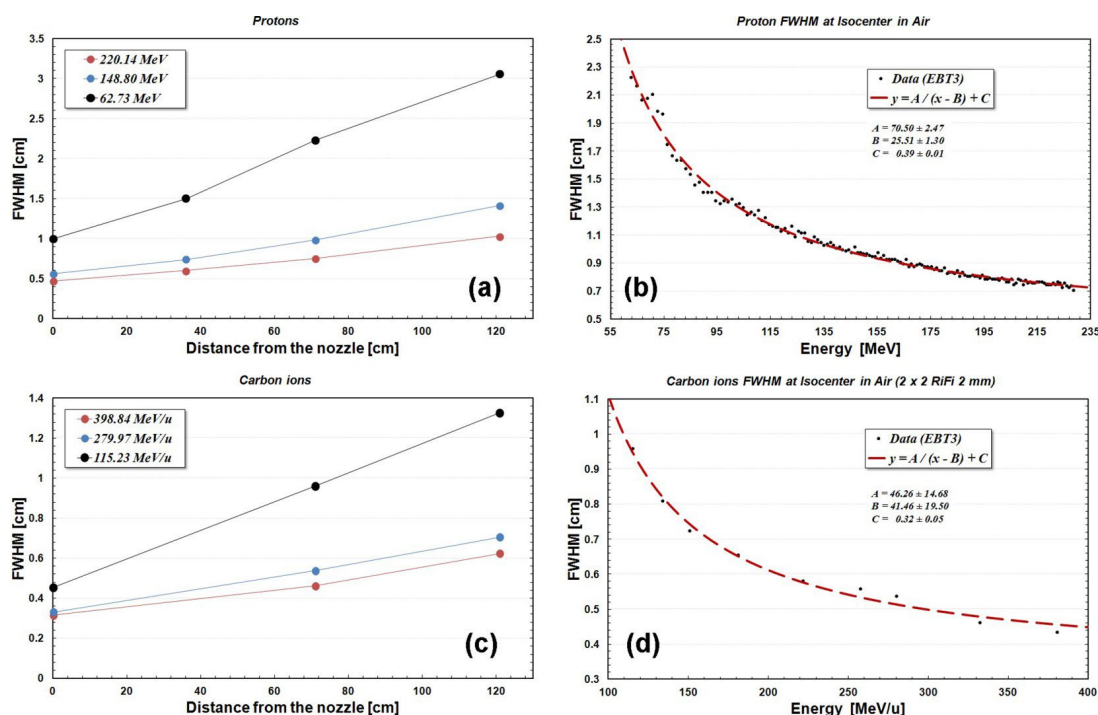 Protons
3.5
3
2.5
2
1.5
1
0.5
0
FWHM [cm]
220.14 MeV
148.80 MeV
62.73 MeV
(a)
0 20 40 60 80 100 120
Distance from the nozzle [cm]
Proton FWHM at Isocenter in Air
2.5
2.3
2.1
1.9
1.7
1.5
1.3
1.1
0.9
0.7
0.5
FWHM [cm]
Data (EBT3)
y = A / (x - B) + C
A = 70.50 ± 2.47
B = 25.51 ± 1.30
C = 0.39 ± 0.01
(b)
55 75 95 115 135 155 175 195 215 235
Energy [MeV]
Carbon ions
1.4
1.2
1
0.8
0.6
0.4
0.2
0
FWHM [cm]
398.84 MeV/u
279.97 MeV/u
115.23 MeV/u
(c)
0 20 40 60 80 100 120
Distance from the nozzle [cm]
Carbon ions FWHM at Isocenter in Air (2 x 2 RiFi 2 mm)
1.1
1
0.9
0.8
0.7
0.6
0.5
0.4
0.3
FWHM [cm]
Data (EBT3)
y = A / (x - B) + C
A = 46.26 ± 14.68
B = 41.46 ± 19.50
C = 0.32 ± 0.05
(d)
100 150 200 250 300 350 400
Energy [MeV/u]